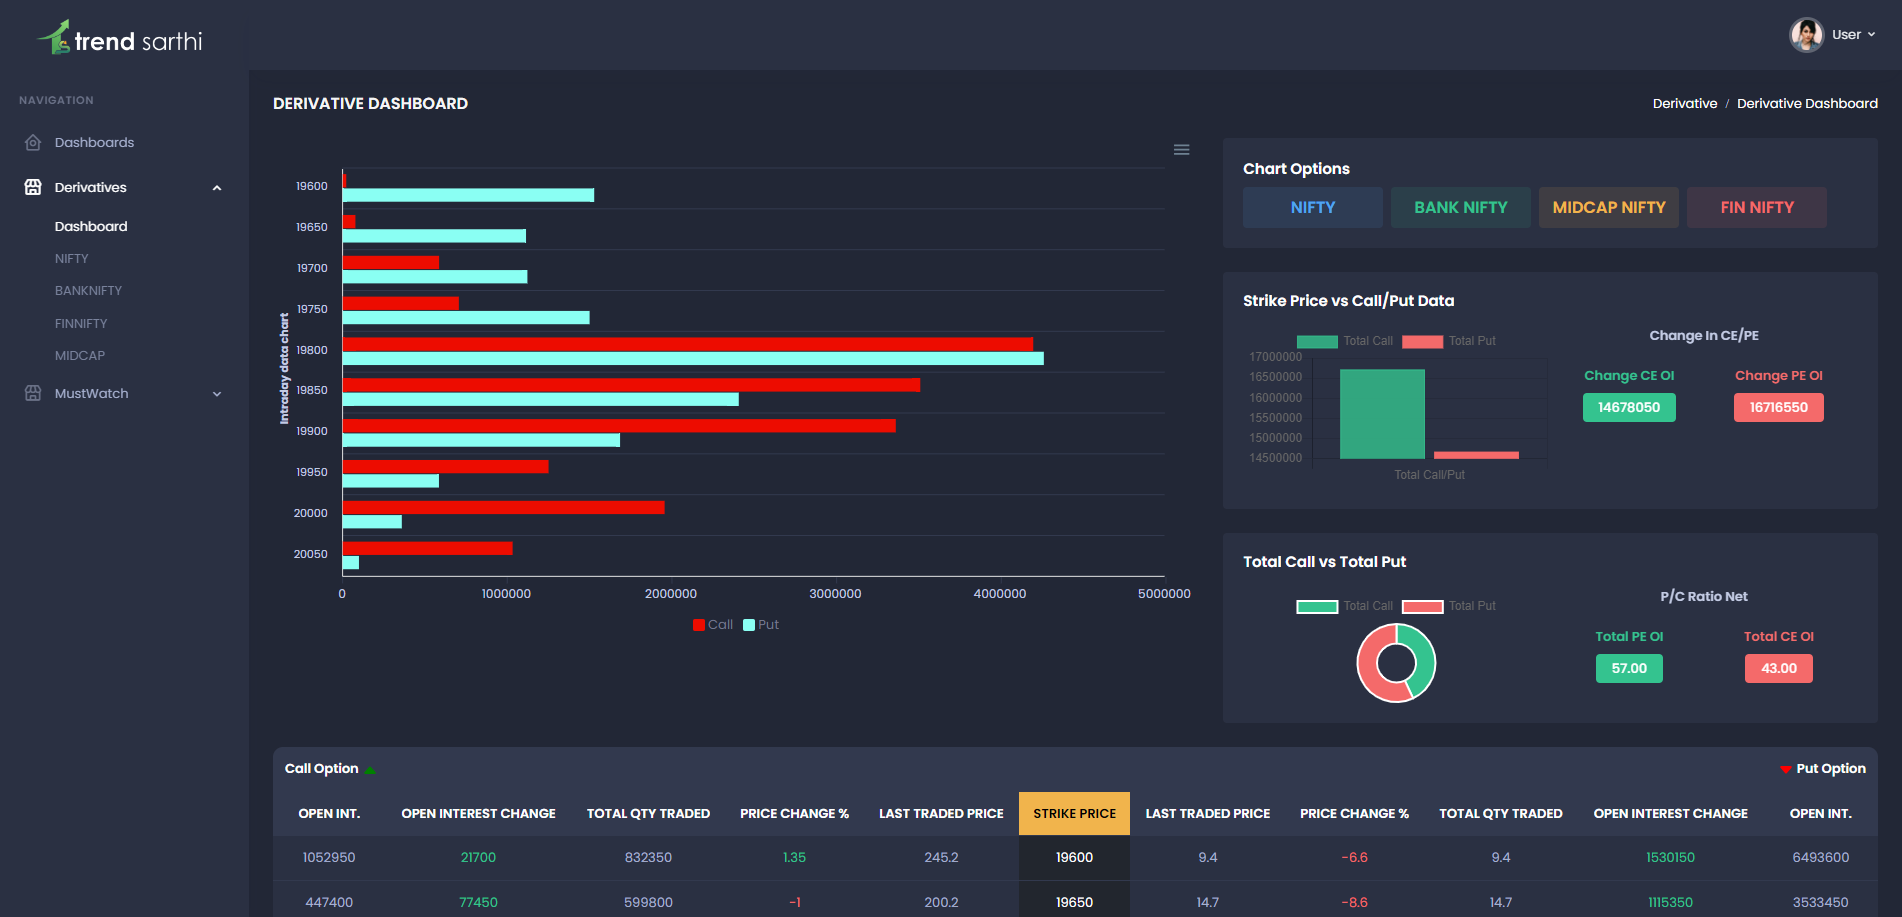 trend sarthi
User
NAVIGATION
Dashboards
Derivatives
Dashboard
NIFTY
BANKNIFTY
FINNIFTY
MIDCAP
MustWatch
DERIVATIVE DASHBOARD
Derivative / Derivative Dashboard
Intraday data chart
19600
19650
19700
19750
19800
19850
19900
19950
20000
20050
0 1000000 2000000 3000000 4000000 5000000
Call Put
Chart Options
NIFTY BANK NIFTY MIDCAP NIFTY FIN NIFTY
Strike Price vs Call/Put Data
Total Call Total Put
17000000
16500000
16000000
15500000
15000000
14500000
Total Call/Put
Change In CE/PE
Change CE OI Change PE OI
14678050 16716550
Total Call vs Total Put
Total Call Total Put
P/C Ratio Net
Total PE OI Total CE OI
57.00 43.00
Call Option Put Option
OPEN INT. OPEN INTEREST CHANGE TOTAL QTY TRADED PRICE CHANGE % LAST TRADED PRICE STRIKE PRICE LAST TRADED PRICE PRICE CHANGE % TOTAL QTY TRADED OPEN INTEREST CHANGE OPEN INT.
1052950 21700 832350 1.35 245.2 19600 9.4 -6.6 9.4 1530150 6493600
447400 77450 599800 -1 200.2 19650 14.7 -8.6 14.7 1115350 3533450